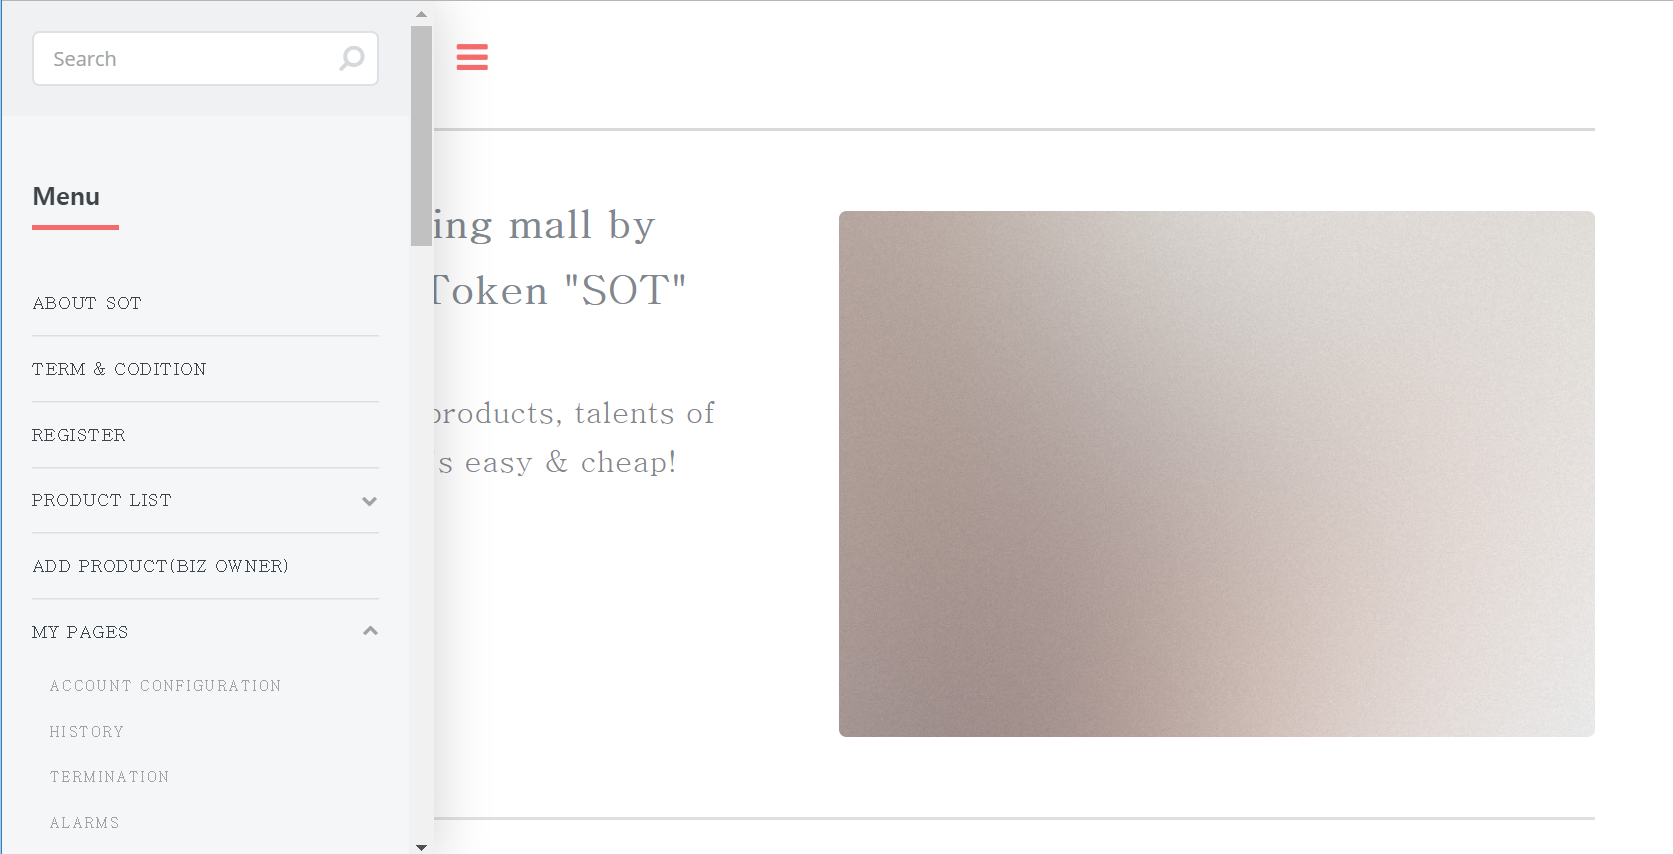 Search
Menu
ABOUT SOT
TERM & CODITION
REGISTER
PRODUCT LIST
ADD PRODUCT(BIZ OWNER)
MY PAGES
ACCOUNT CONFIGURATION
HISTORY
TERMINATION
ALARMS
ing mall by
Token "SOT"
products, talents of
's easy & cheap!